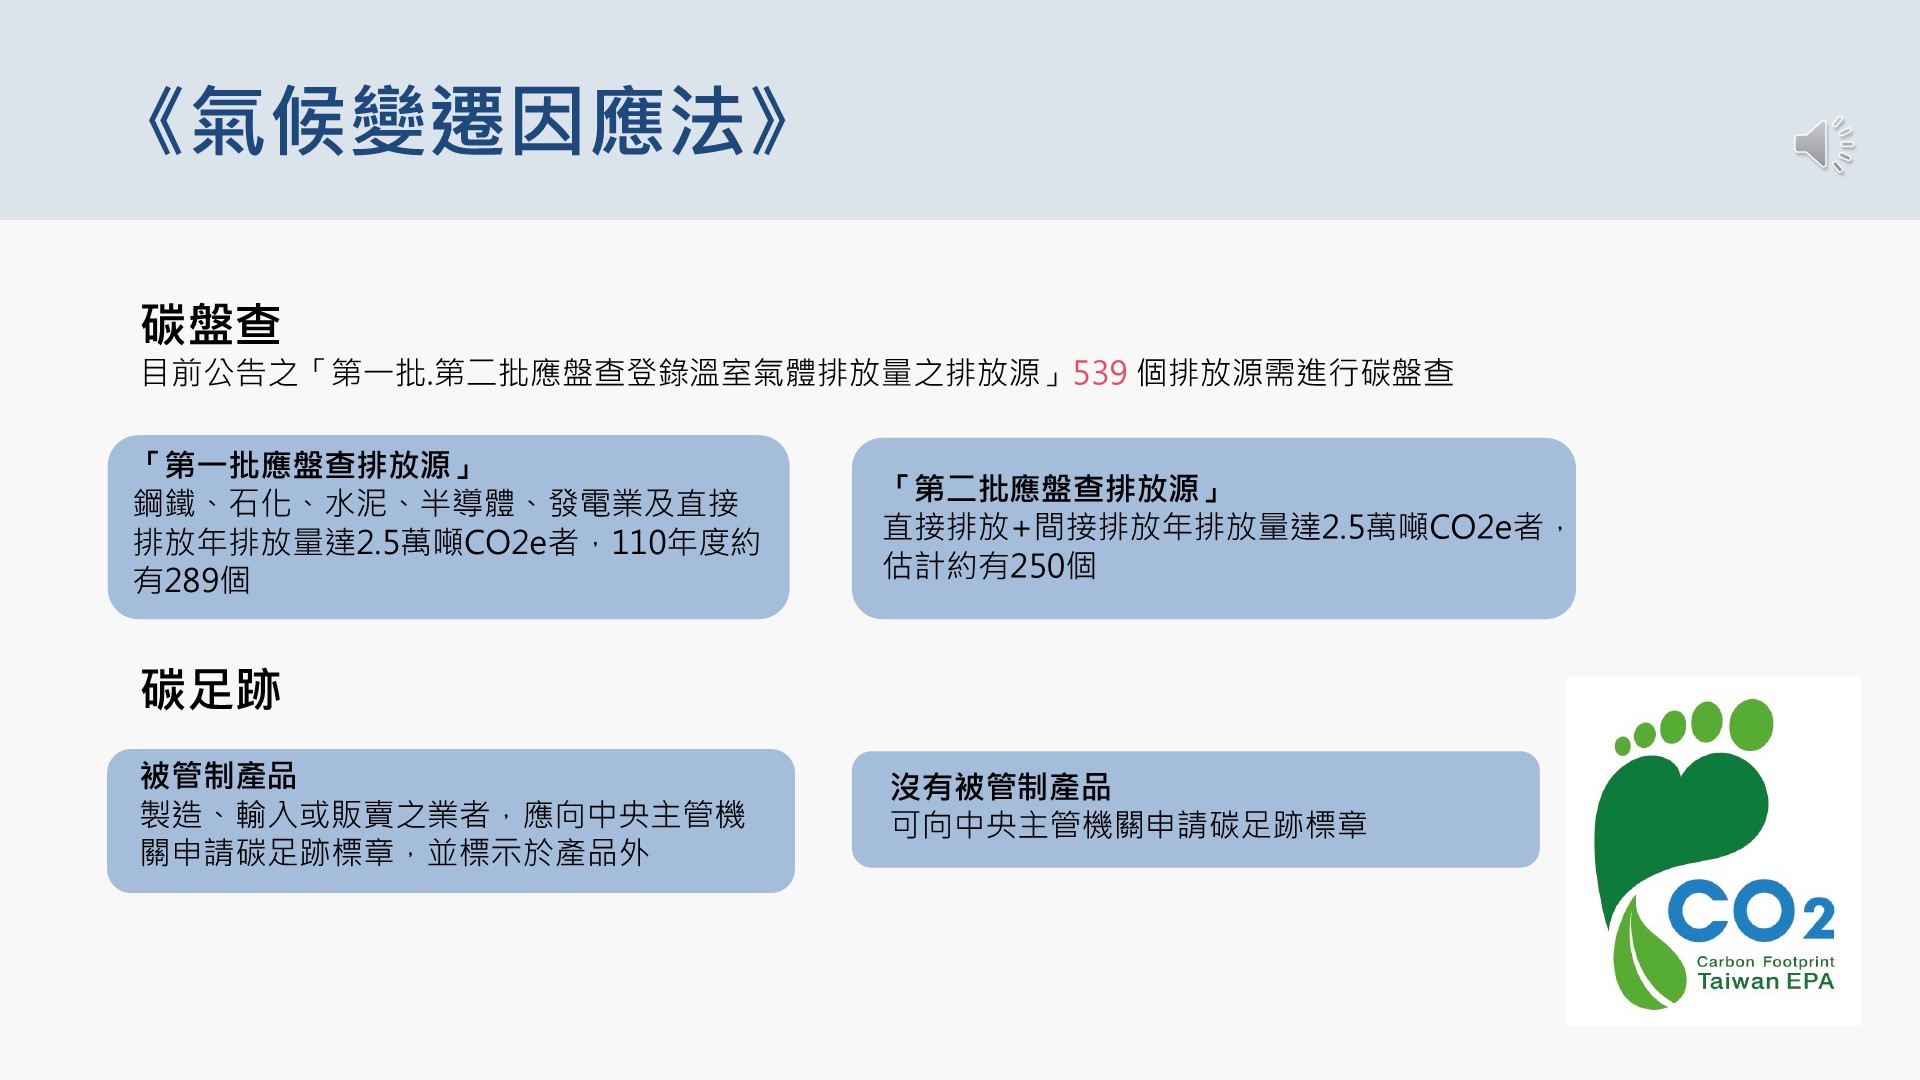 《氣候變遷因應法》
碳盤查
目前公告之「第一批.第二批應盤查登錄溫室氣體排放量之排放源」539 個排放源需進行碳盤查
「第一批應盤查排放源」
鋼鐵、石化、水泥、半導體、發電業及直接
排放年排放量達2.5萬噸CO2e者，110年度約
有289個
「第二批應盤查排放源」
直接排放+間接排放年排放量達2.5萬噸CO2e者，
估計約有250個
碳足跡
被管制產品
製造、輸入或販賣之業者，應向中央主管機
關申請碳足跡標章，並標示於產品外
沒有被管制產品
可向中央主管機關申請碳足跡標章
CO2
Carbon Footprint
Taiwan EPA